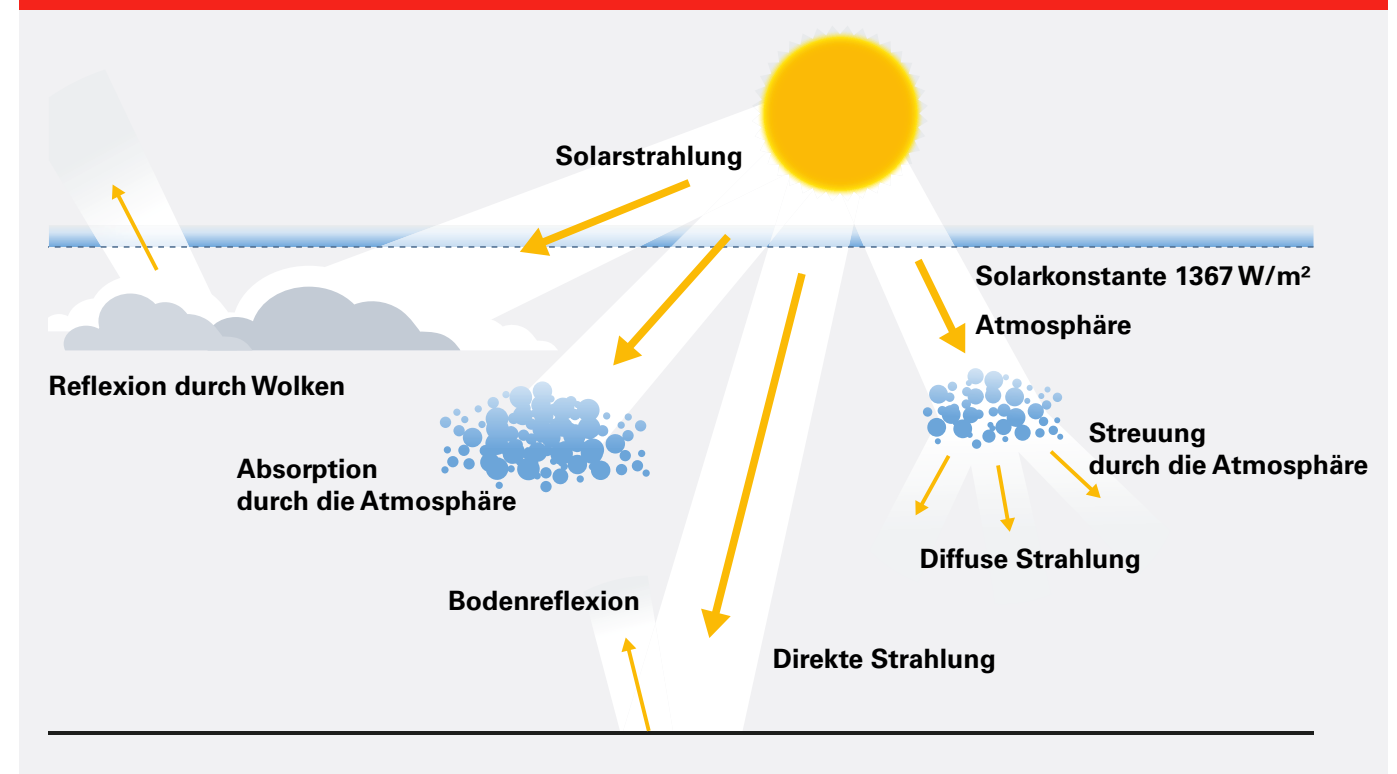 Solarstrahlung
Solarkonstante 1367 W/m²
Atmosphäre
Reflexion durch Wolken
Streuung
durch die Atmosphäre
Absorption
durch die Atmosphäre
Diffuse Strahlung
Bodenreflexion
Direkte Strahlung